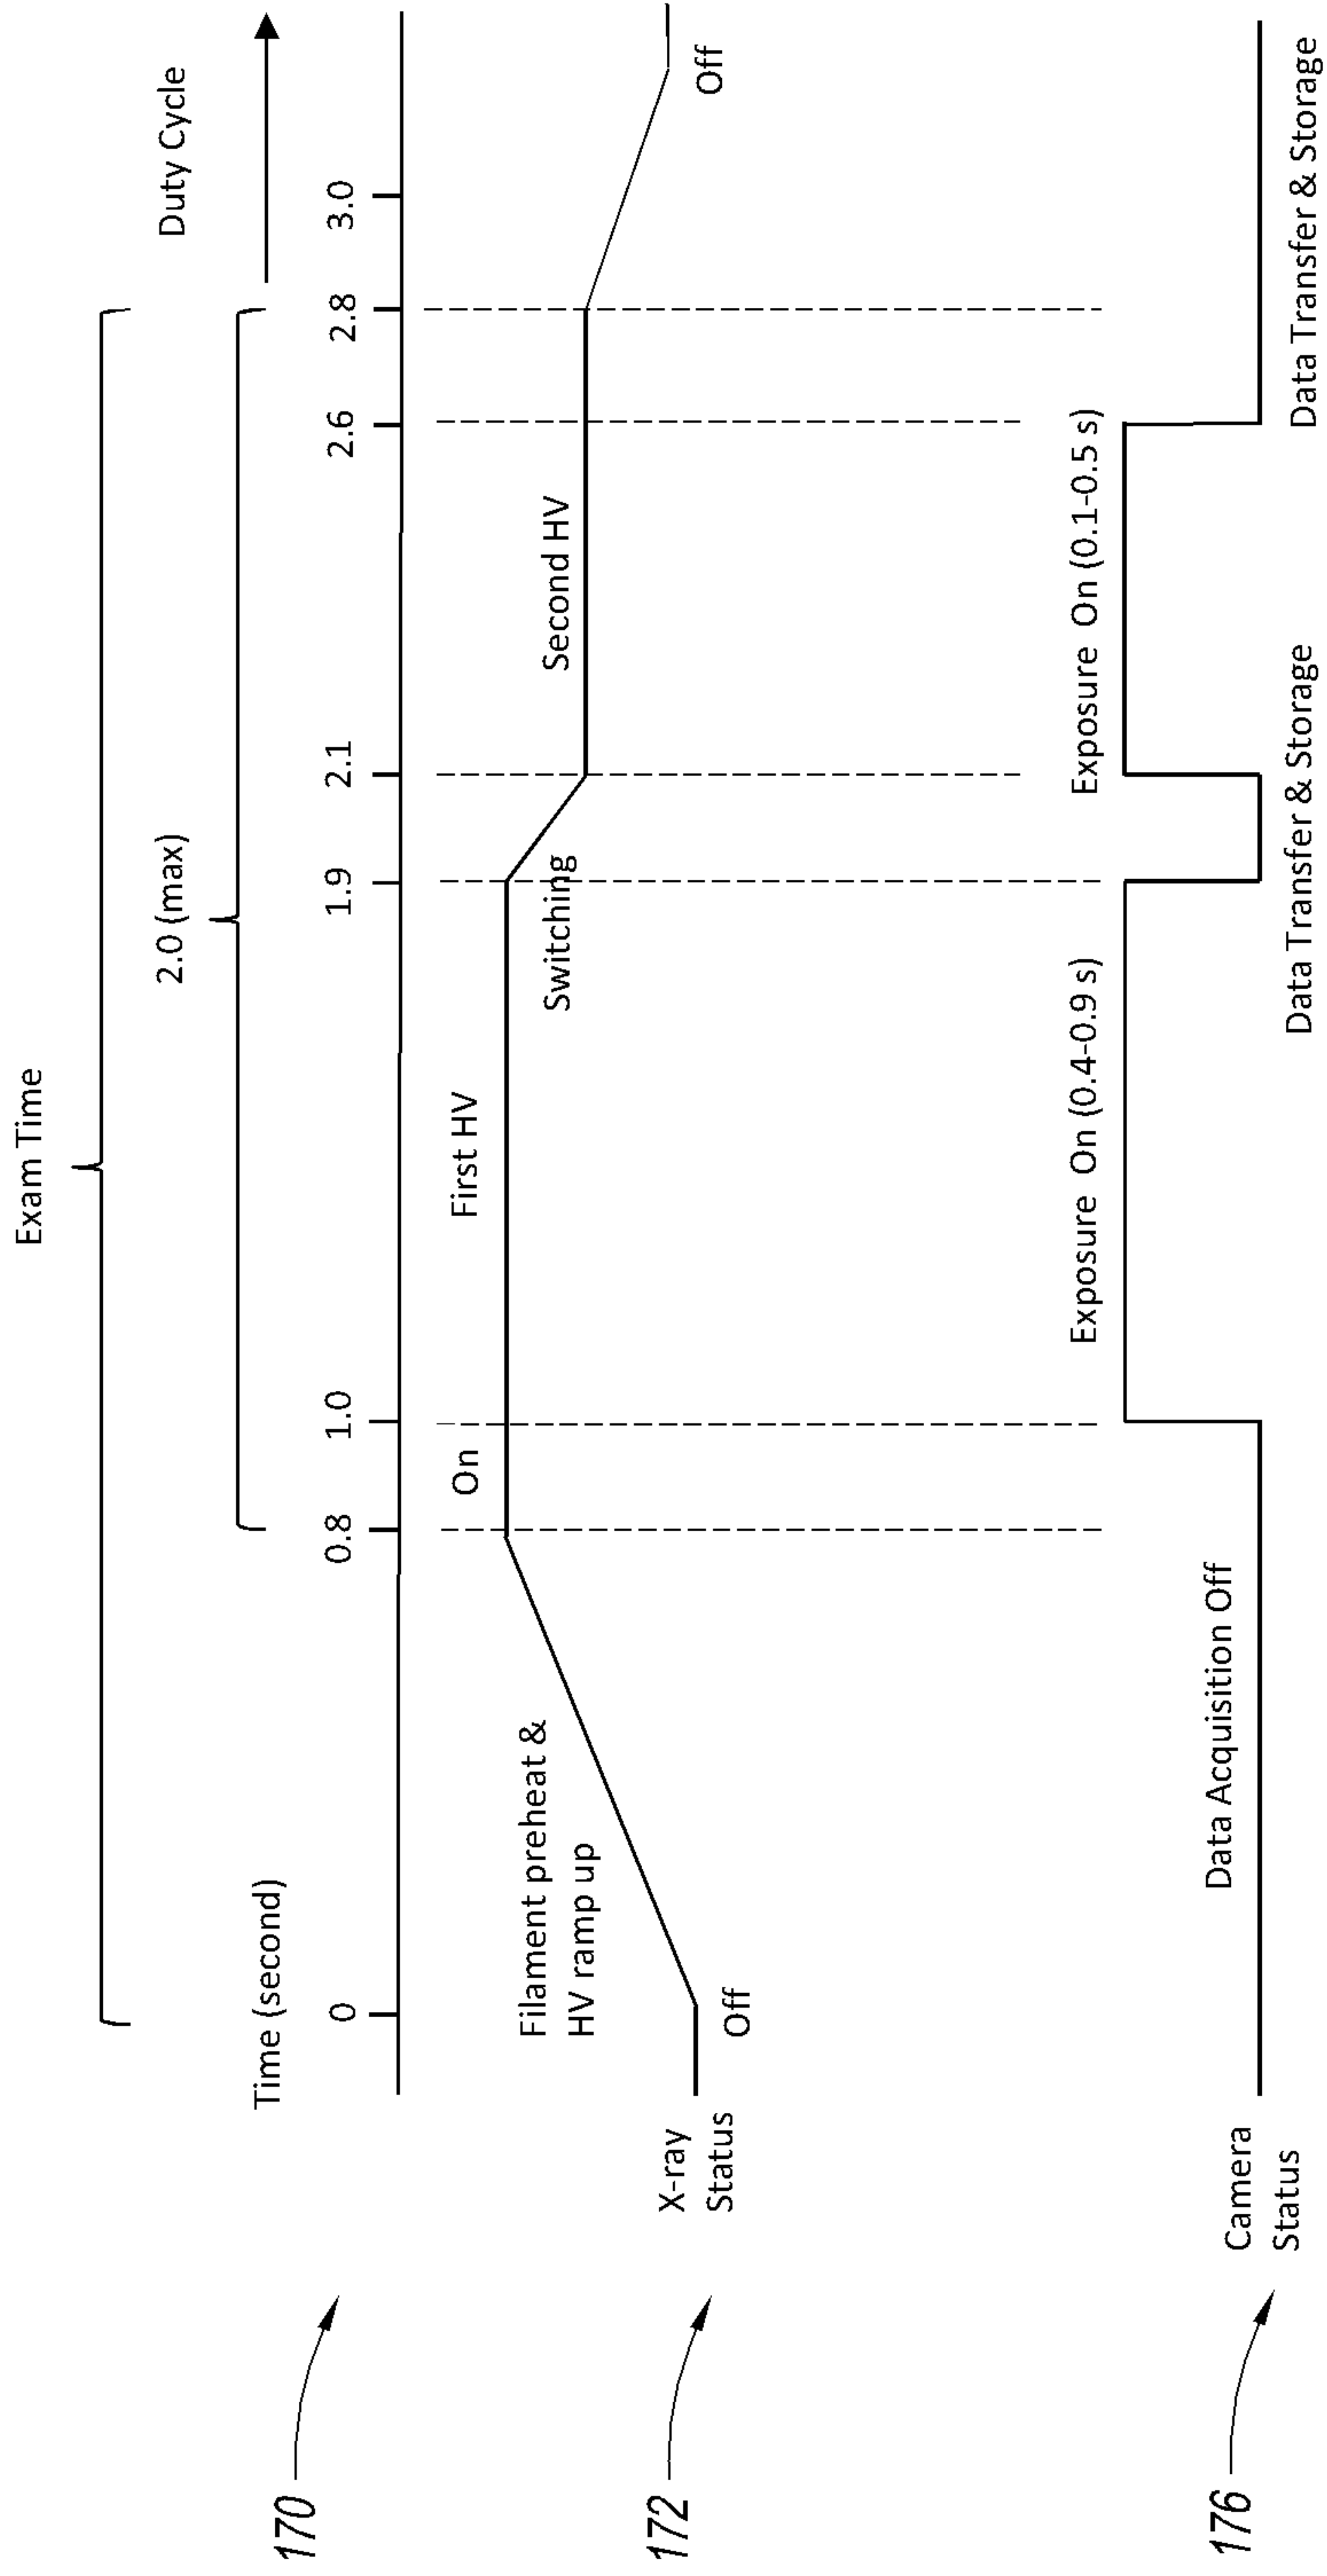 Exam Time
2.0 (max)
Duty Cycle
170
Time (second)
0
0.8
1.0
1.9
2.1
2.6
2.8
3.0
172
X-ray
Status
Off
Filament preheat &
HV ramp up
On
First HV
Switching
Second HV
Off
176
Camera
Status
Data Acquisition Off
Exposure On (0.4-0.9 s)
Data Transfer & Storage
Exposure On (0.1-0.5 s)
Data Transfer & Storage